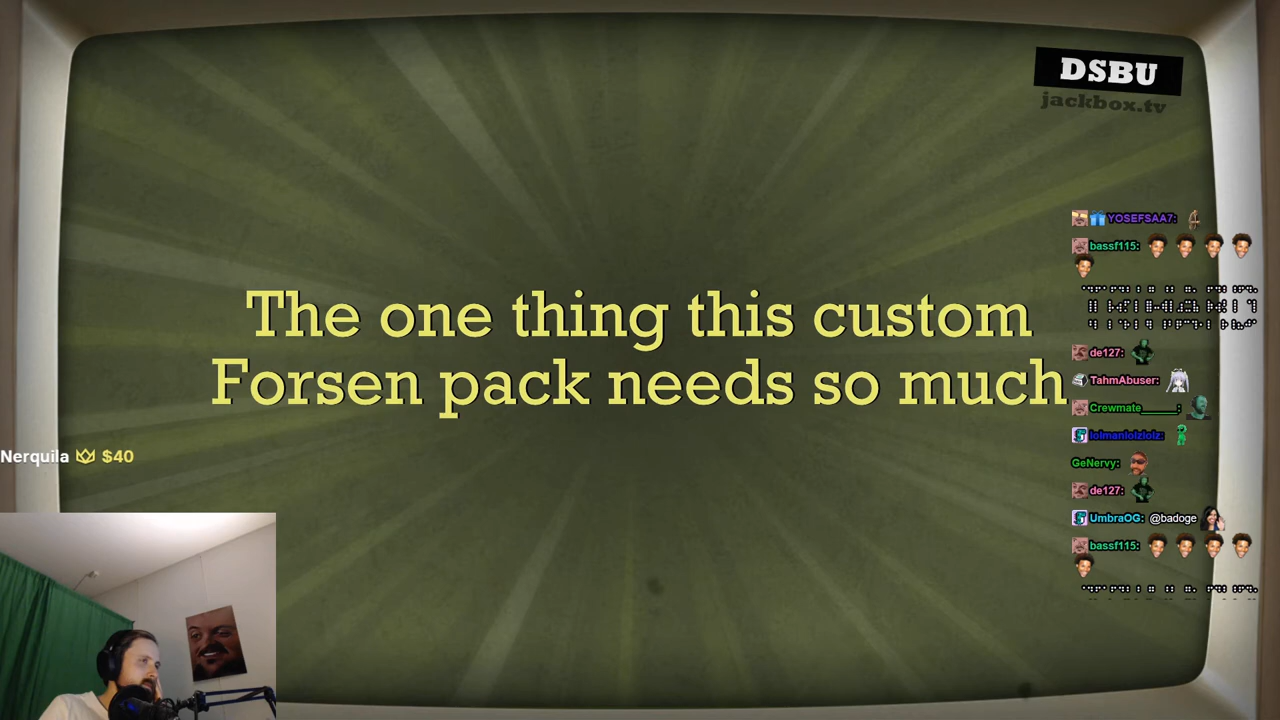 DSBU
jackbox.tv
The one thing this custom
Forsen pack needs so much
YOSEFSAA7:
bassf115:
de127:
TahmAbuser:
Crewmate_____:
lolmanlolzlolz:
GeNervy:
de127:
UmbraOG: @badoge
bassf115:
Nerquila $40